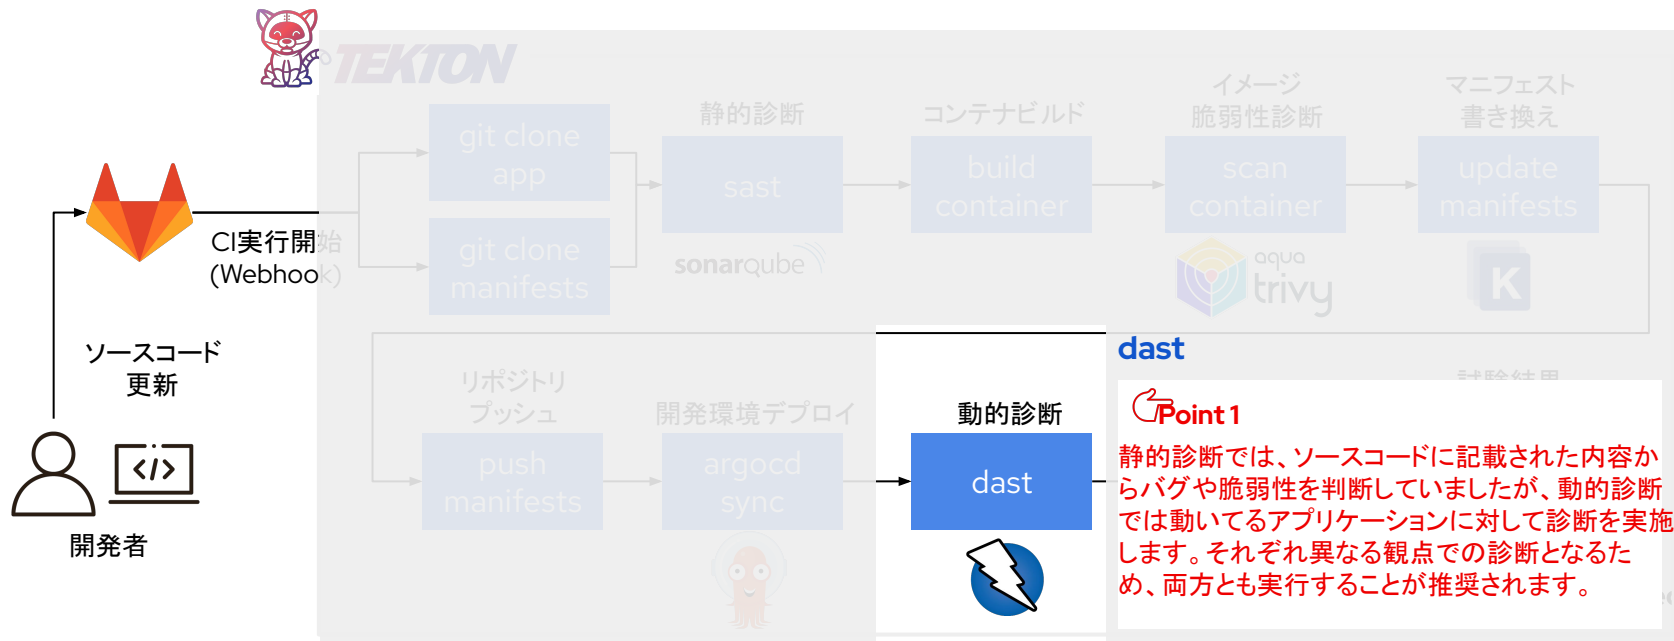 TEKTON
イメージ
脆弱性診断
マニフェスト
書き換え
静的診断
コンテナビルド
git clone
app
sast
build
container
scan
container
update
manifests
CI実行開始
(Webhook)
git clone
manifests
sonarqube
aqua
trivy
K
ソースコード
更新
</>
開発者
リポジトリ
プッシュ
開発環境デプロイ
動的診断
push
manifests
argocd
sync
dast
dast
試験結果
Point 1
静的診断では、ソースコードに記載された内容か
らバグや脆弱性を判断していましたが、動的診断
では動いてるアプリケーションに対して診断を実施
します。それぞれ異なる観点での診断となるた
め、両方とも実行することが推奨されます。